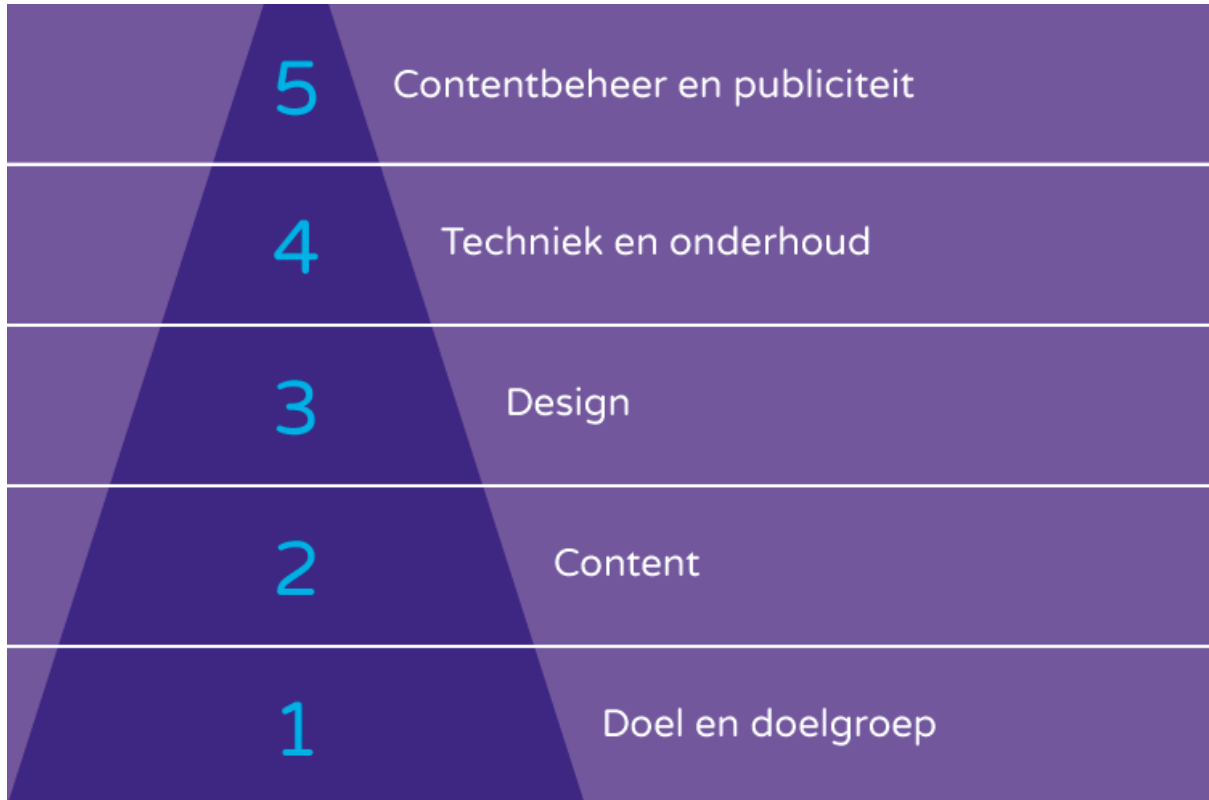 5 Contentbeheer en publiciteit
4 Techniek en onderhoud
3 Design
2 Content
1 Doel en doelgroep